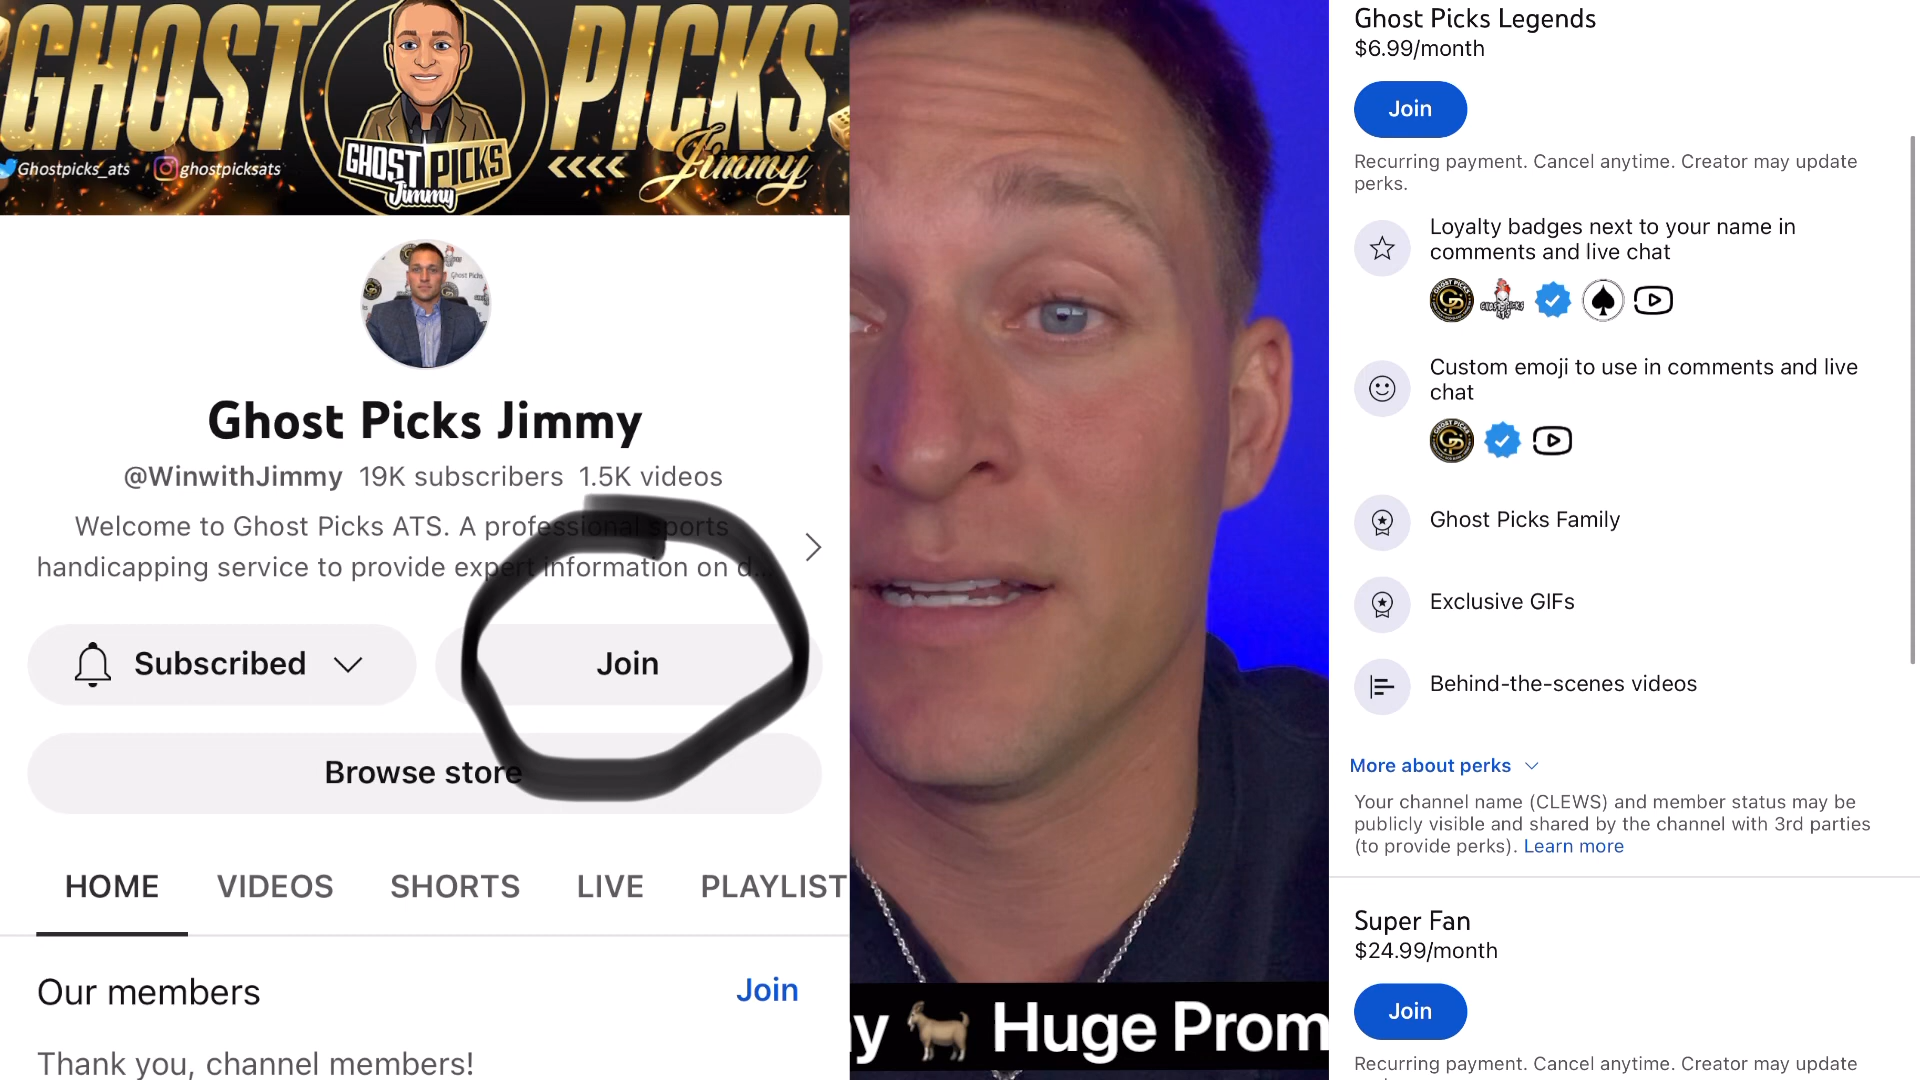 GHOST PICKS
GHOST PICKS
Jimmy
Jimmy
Ghostpicks_ats ghostpicksats
Ghost Picks Jimmy
@WinwithJimmy 19K subscribers 1.5K videos
Welcome to Ghost Picks ATS. A professional sports
handicapping service to provide expert information on d...
Subscribed
Join
Browse store
HOME VIDEOS SHORTS LIVE PLAYLIST
Our members Join
Thank you, channel members!
y 🐐 Huge Prom
Ghost Picks Legends
$6.99/month
Join
Recurring payment. Cancel anytime. Creator may update
perks.
Loyalty badges next to your name in
comments and live chat
Custom emoji to use in comments and live
chat
Ghost Picks Family
Exclusive GIFs
Behind-the-scenes videos
More about perks
Your channel name (CLEWS) and member status may be
publicly visible and shared by the channel with 3rd parties
(to provide perks). Learn more
Super Fan
$24.99/month
Join
Recurring payment. Cancel anytime. Creator may update